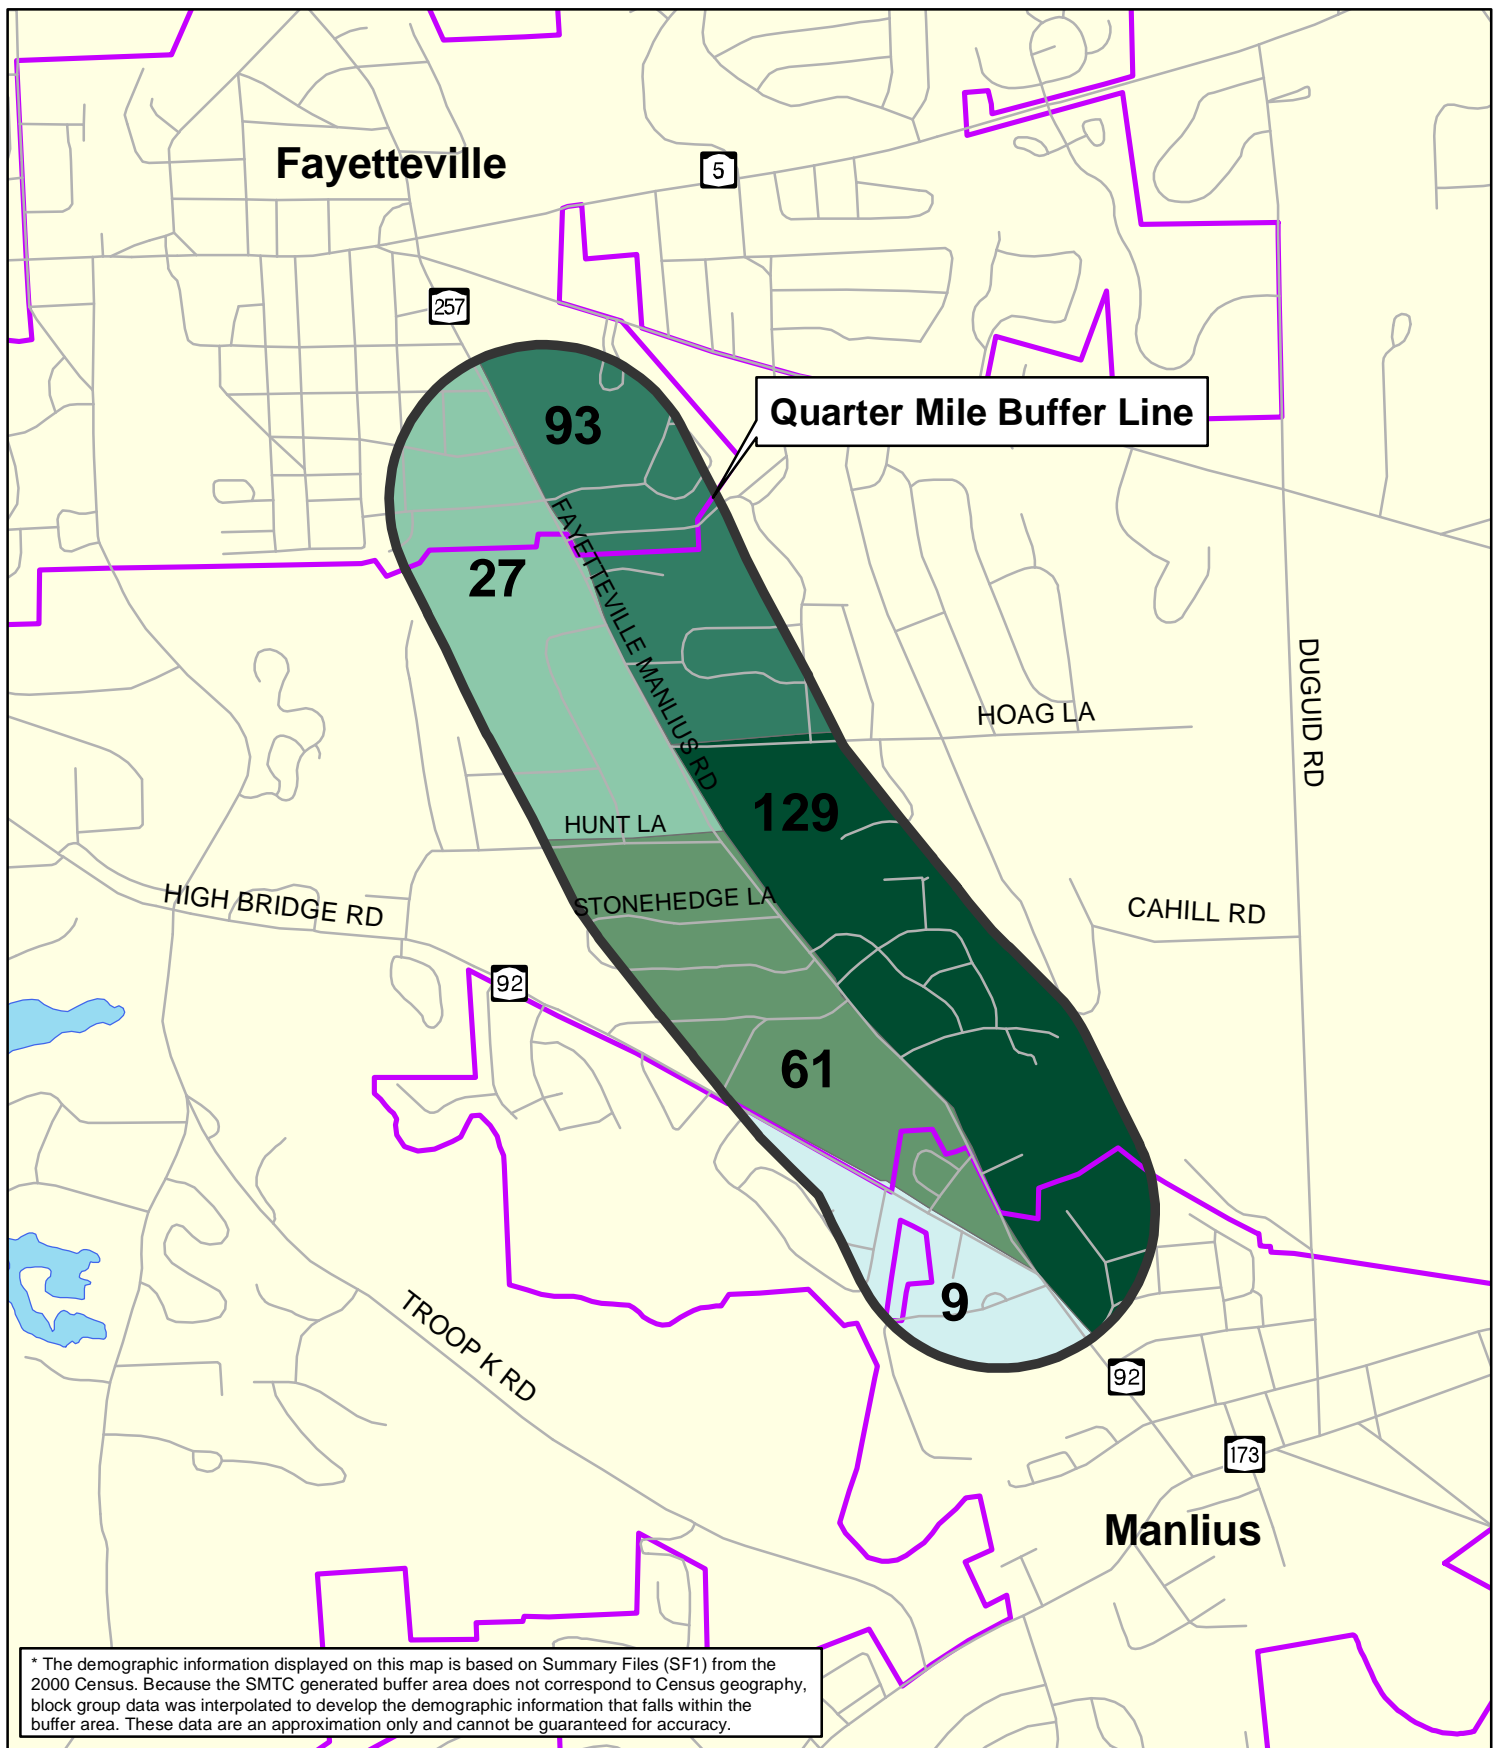 Fayetteville
5
257
Quarter Mile Buffer Line
93
27
FAYETTEVILLE MANLIUS RD
DUGUID RD
HOAG LA
129
HUNT LA
STONEHEDGE LA
HIGH BRIDGE RD
CAHILL RD
92
61
9
TROOP K RD
92
173
Manlius
* The demographic information displayed on this map is based on Summary Files (SF1) from the
2000 Census. Because the SMTC generated buffer area does not correspond to Census geography,
block group data was interpolated to develop the demographic information that falls within the
buffer area. These data are an approximation only and cannot be guaranteed for accuracy.